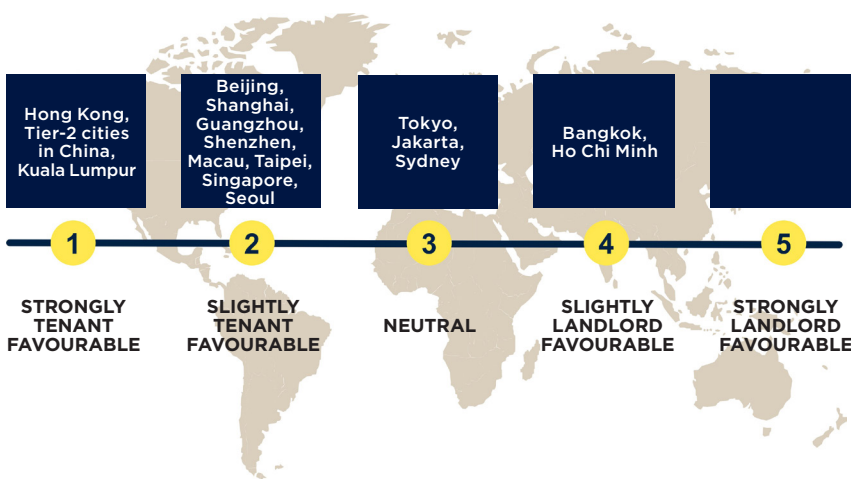 Hong Kong,
Tier-2 cities
in China,
Kuala Lumpur
Beijing,
Shanghai,
Guangzhou,
Shenzhen,
Macau, Taipei,
Singapore,
Seoul
Tokyo,
Jakarta,
Sydney
Bangkok,
Ho Chi Minh
1
2
3
4
5
STRONGLY
TENANT
FAVOURABLE
SLIGHTLY
TENANT
FAVOURABLE
NEUTRAL
SLIGHTLY
LANDLORD
FAVOURABLE
STRONGLY
LANDLORD
FAVOURABLE